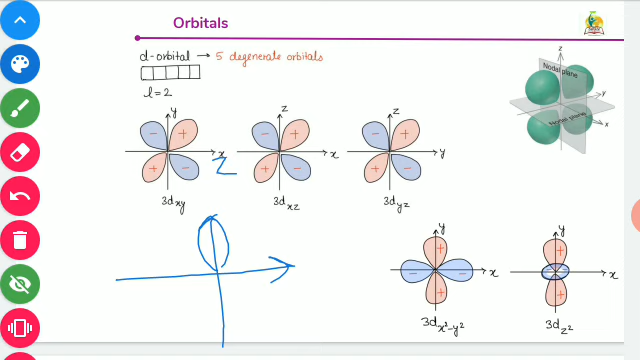 Orbitals
d-orbital → 5 degenerate orbitals
l=2
Nodal plane
Nodal plane
z
y
x
y
x
z
+
-
+
-
3dxy
z
x
-
+
+
-
3dxz
z
y
-
+
+
-
3dyz
y
x
+
-
-
+
3dx²-y²
y
x
+
-
-
+
3dz²